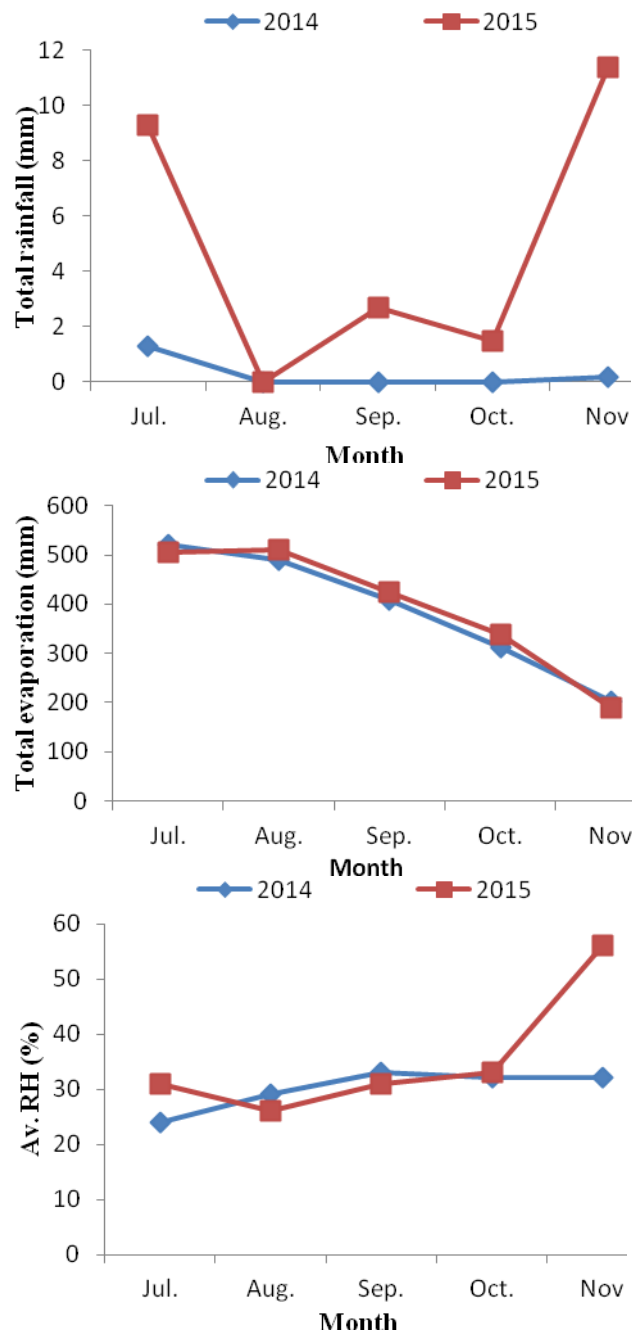 2014 2015
Total rainfall (mm)
12
10
8
6
4
2
0
Jul. Aug. Sep. Oct. Nov
Month
2014 2015
Total evaporation (mm)
600
500
400
300
200
100
0
Jul. Aug. Sep. Oct. Nov
Month
2014 2015
Av. RH (%)
60
50
40
30
20
10
0
Jul. Aug. Sep. Oct. Nov
Month